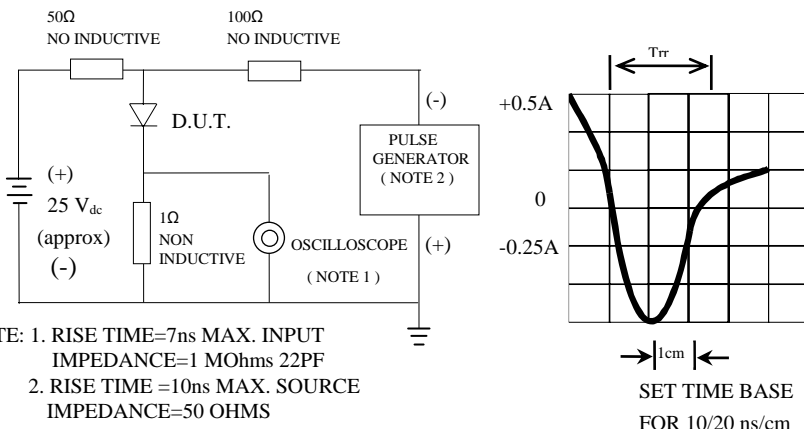 50Ω
NO INDUCTIVE
100Ω
NO INDUCTIVE
D.U.T.
(+)
25 Vdc
(approx)
(-)
1Ω
NON
INDUCTIVE
OSCILLOSCOPE
( NOTE 1 )
(-)
PULSE
GENERATOR
( NOTE 2 )
(+)
TE: 1. RISE TIME=7ns MAX. INPUT
IMPEDANCE=1 MOhms 22PF
2. RISE TIME =10ns MAX. SOURCE
IMPEDANCE=50 OHMS
Trr
+0.5A
0
-0.25A
1cm
SET TIME BASE
FOR 10/20 ns/cm